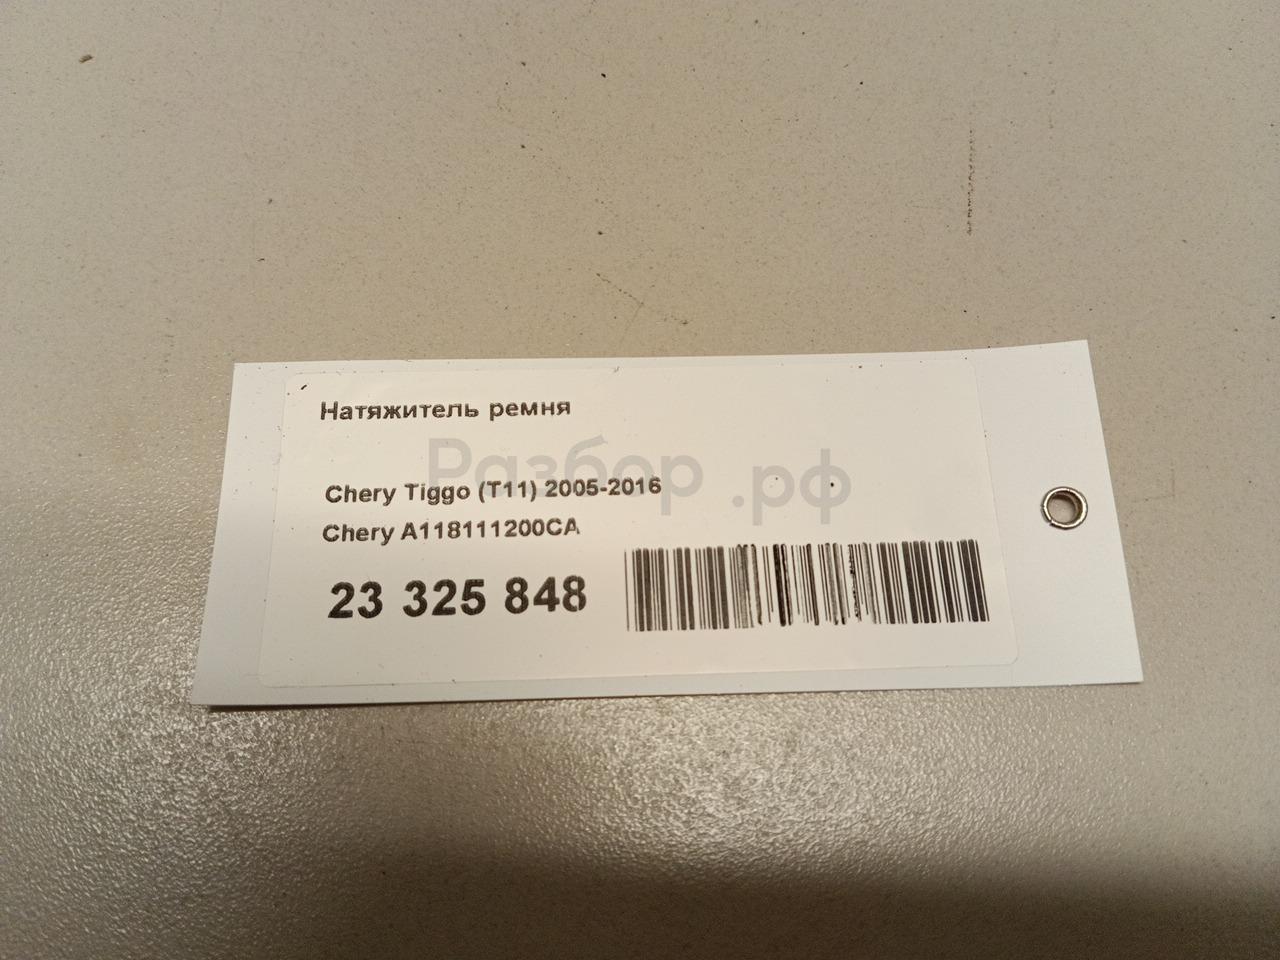 Натяжитель ремня
Разбор.рф
Chery Tiggo (T11) 2005-2016
Chery A118111200CA
23 325 848